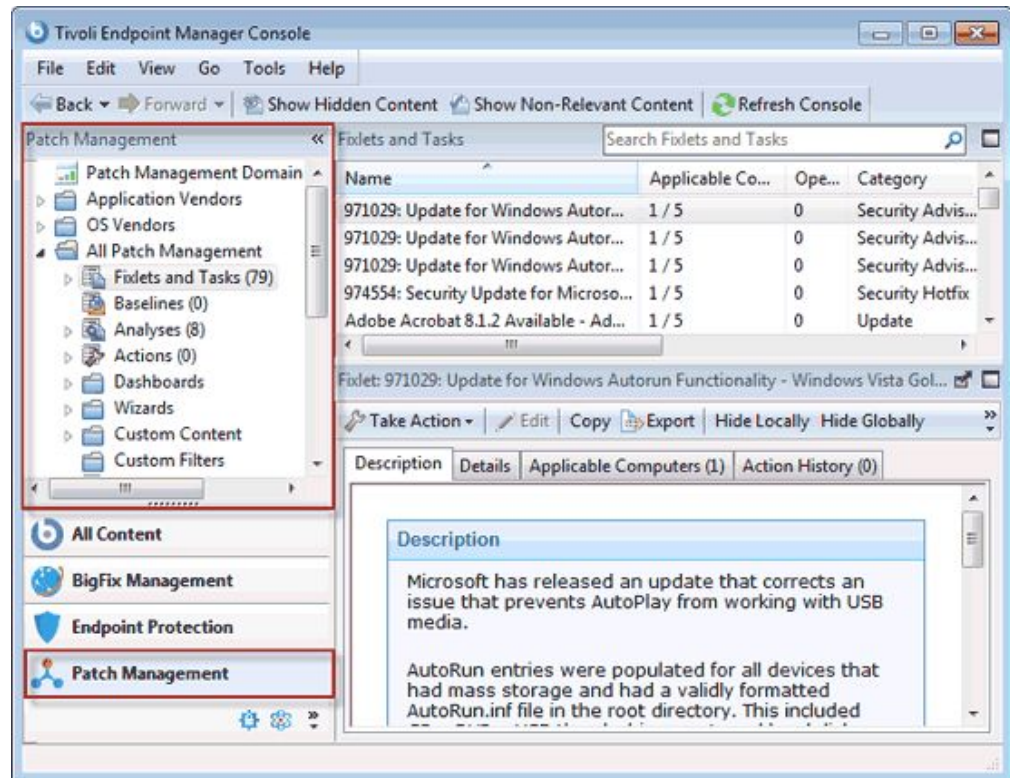 Tivoli Endpoint Manager Console
File Edit View Go Tools Help
Back Forward Show Hidden Content Show Non-Relevant Content Refresh Console
Patch Management «
Patch Management Domain
Application Vendors
OS Vendors
All Patch Management
Fixlets and Tasks (79)
Baselines (0)
Analyses (8)
Actions (0)
Dashboards
Wizards
Custom Content
Custom Filters
All Content
BigFix Management
Endpoint Protection
Patch Management
»
Fixlets and Tasks Search Fixlets and Tasks
Name Applicable Co... Ope... Category
971029: Update for Windows Autor... 1 / 5 0 Security Advis...
971029: Update for Windows Autor... 1 / 5 0 Security Advis...
971029: Update for Windows Autor... 1 / 5 0 Security Advis...
974554: Security Update for Microso... 1 / 5 0 Security Hotfix
Adobe Acrobat 8.1.2 Available - Ad... 1 / 5 0 Update
Fixlet: 971029: Update for Windows Autorun Functionality - Windows Vista Gol...
Take Action Edit Copy Export Hide Locally Hide Globally »
Description Details Applicable Computers (1) Action History (0)
Description
Microsoft has released an update that corrects an
issue that prevents AutoPlay from working with USB
media.
AutoRun entries were populated for all devices that
had mass storage and had a validly formatted
AutoRun.inf file in the root directory. This included